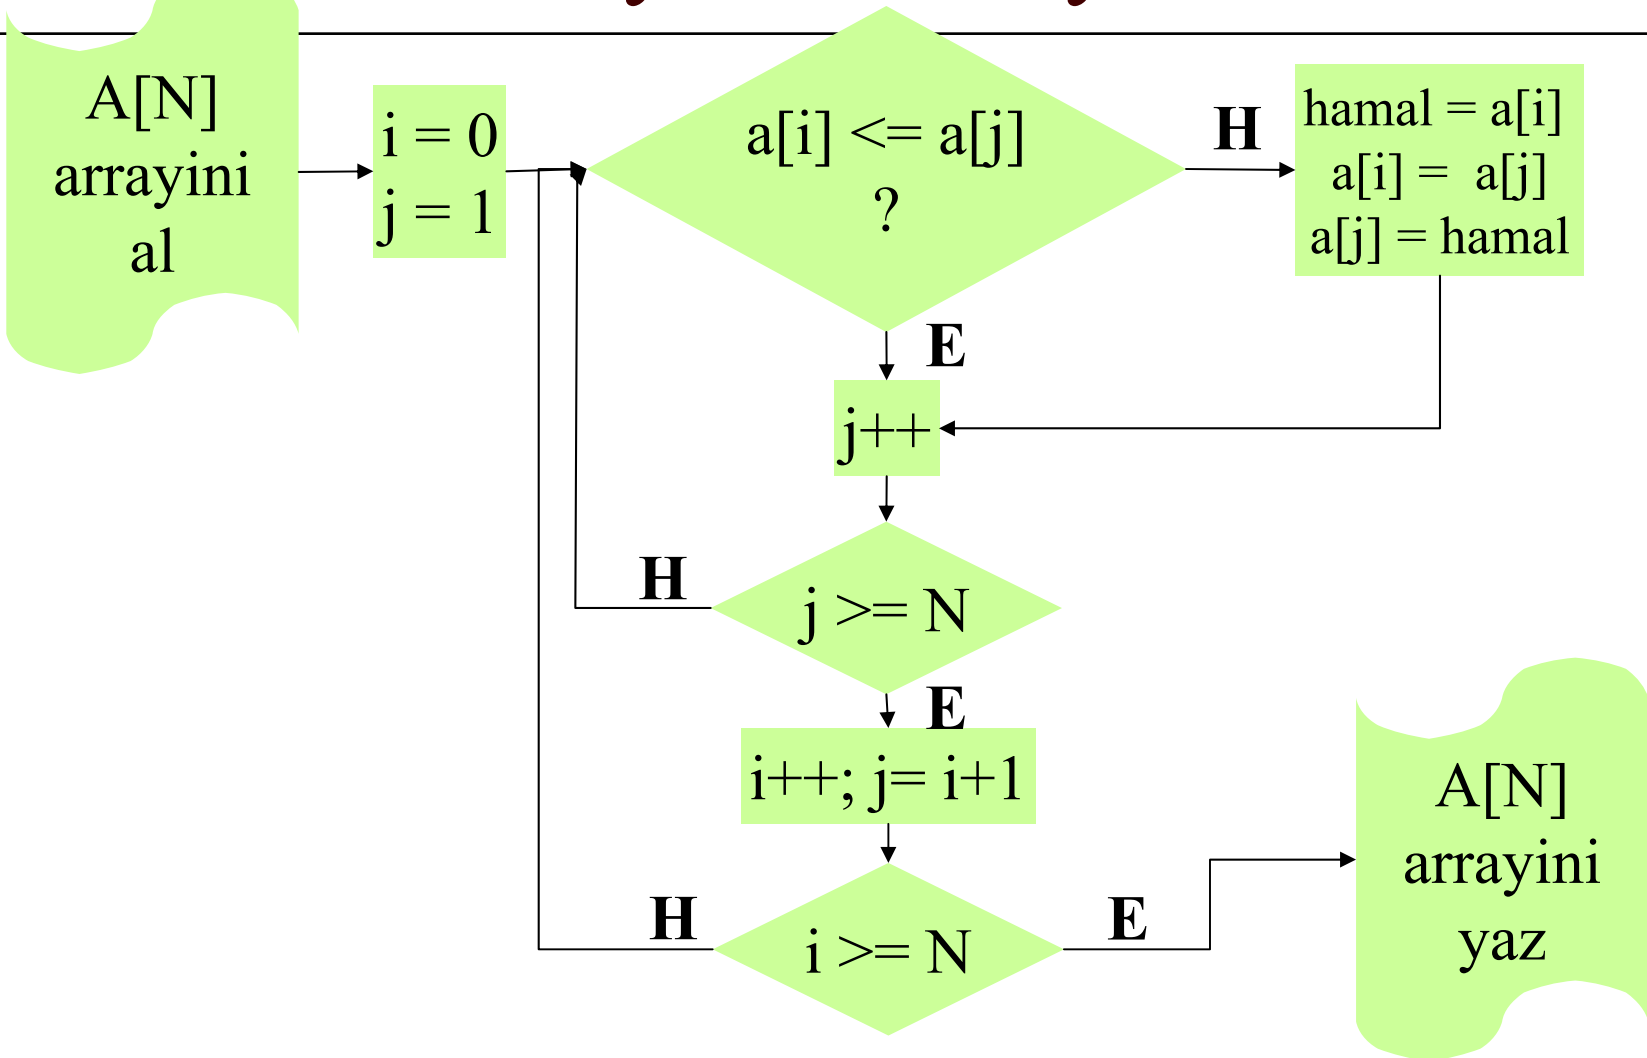 A[N]
arrayini
al
i = 0
j = 1
a[i] <= a[j]
?
H
hamal = a[i]
a[i] = a[j]
a[j] = hamal
E
j++
H
j >= N
E
i++; j= i+1
H
i >= N
E
A[N]
arrayini
yaz